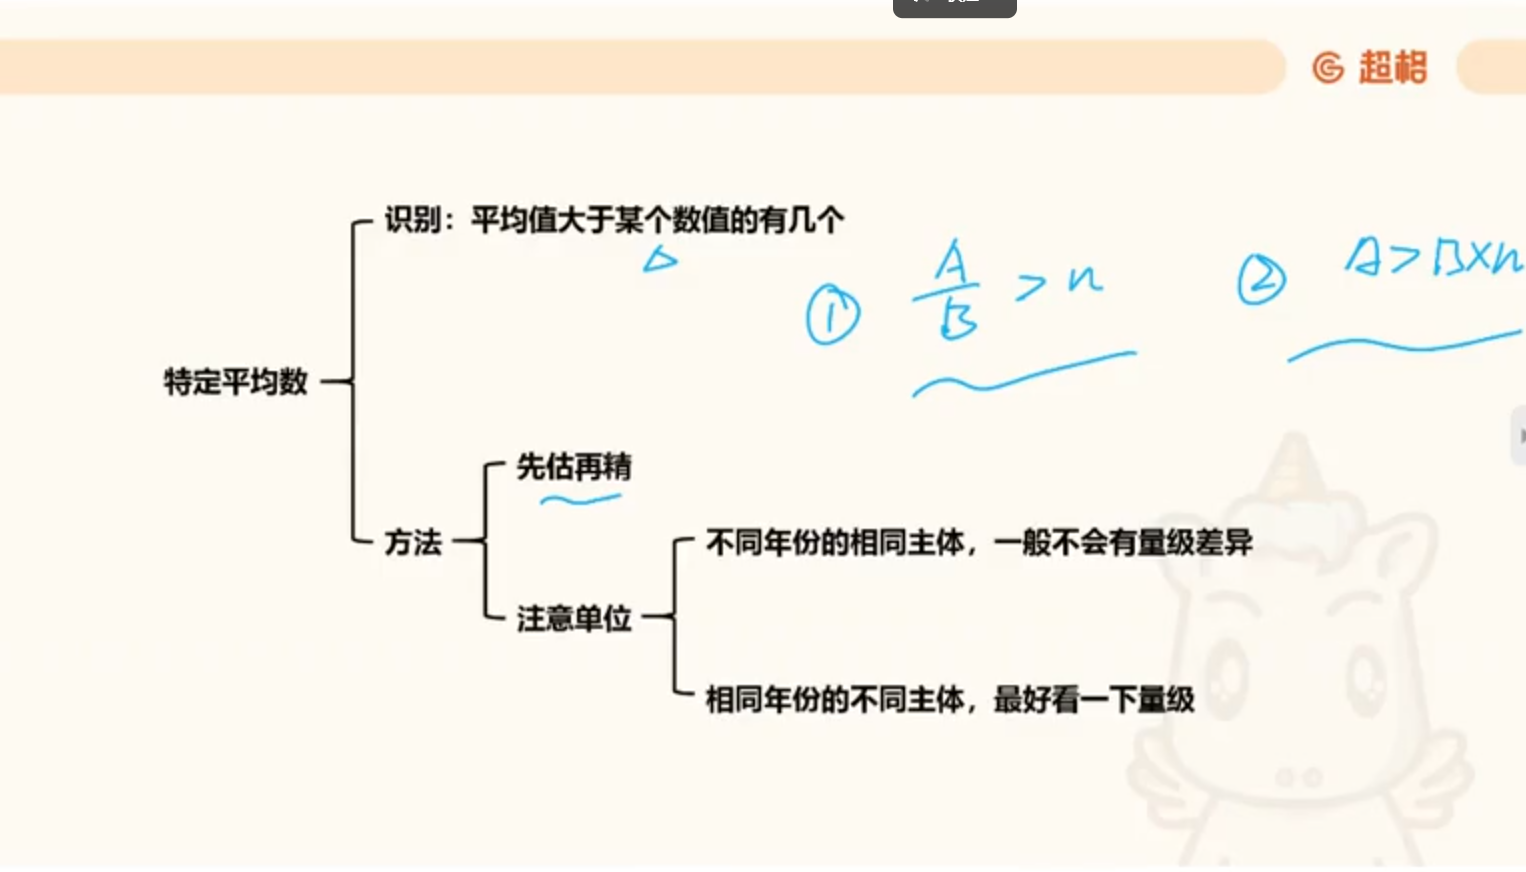 超格
识别：平均值大于某个数值的有几个
① A/B > n
② A > B×n
特定平均数
先估再精
方法
不同年份的相同主体，一般不会有量级差异
注意单位
相同年份的不同主体，最好看一下量级